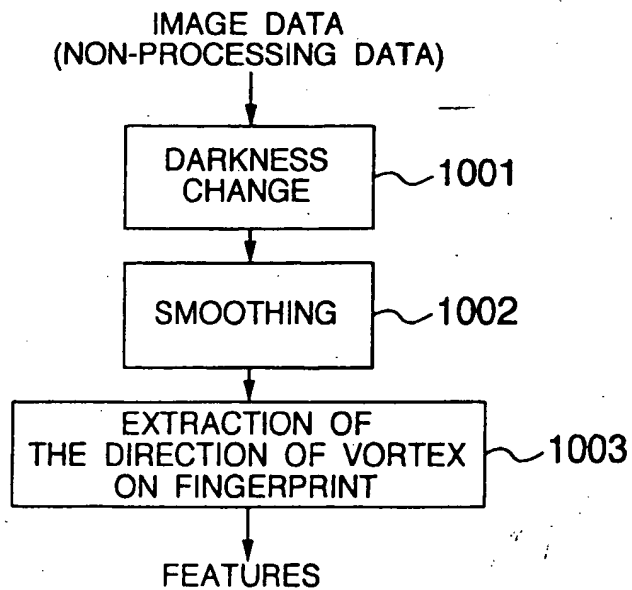 IMAGE DATA
(NON-PROCESSING DATA)
DARKNESS
CHANGE
1001
SMOOTHING
1002
EXTRACTION OF
THE DIRECTION OF VORTEX
ON FINGERPRINT
1003
FEATURES